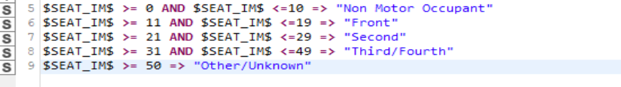 S 5 $SEAT_IM$ >= 0 AND $SEAT_IM$ <=10 => "Non Motor Occupant"
S 6 $SEAT_IM$ >= 11 AND $SEAT_IM$ <=19 => "Front"
S 7 $SEAT_IM$ >= 21 AND $SEAT_IM$ <=29 => "Second"
S 8 $SEAT_IM$ >= 31 AND $SEAT_IM$ <=49 => "Third/Fourth"
S 9 $SEAT_IM$ >= 50 => "Other/Unknown"